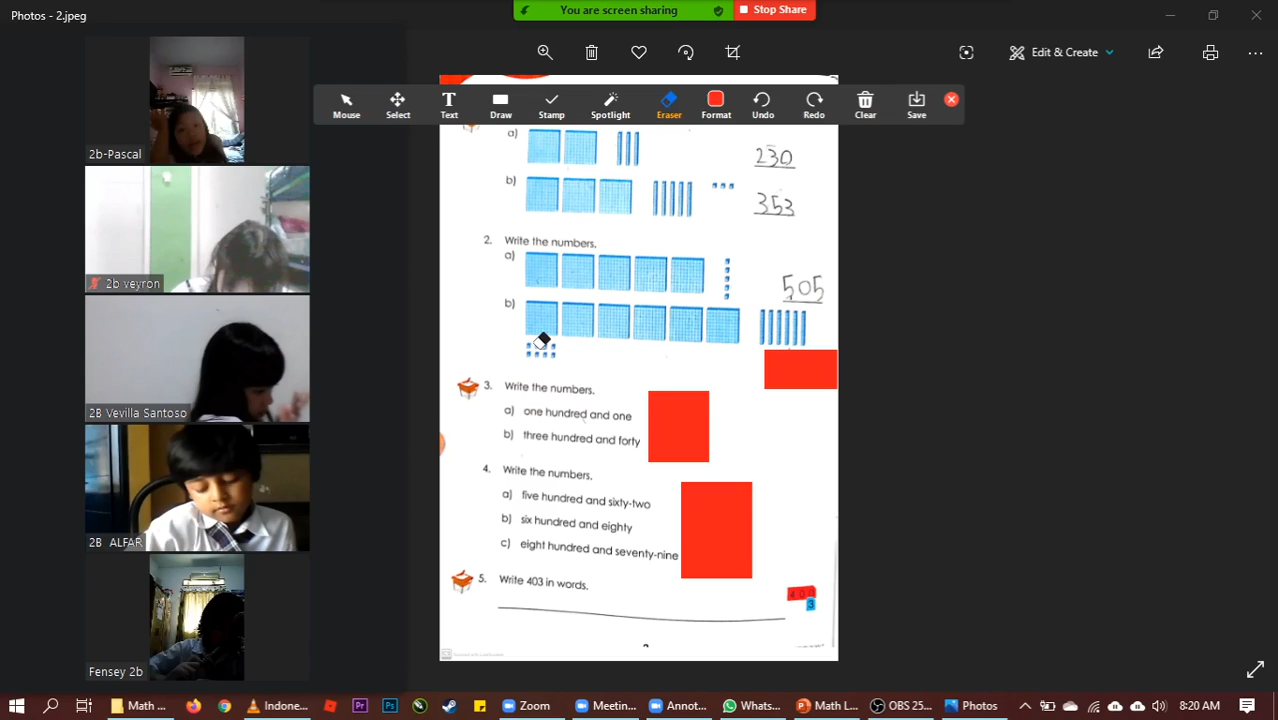 Photos - 2.jpeg
You are screen sharing
Stop Share
Edit & Create
Mouse
Select
Text
Draw
Stamp
Spotlight
Eraser
Format
Undo
Redo
Clear
Save
2b-Pascal
2b veyron
2B Vevilla Santoso
2B ALFAR
Fensey 2b
a) 230
b) 353
2. Write the numbers.
a) 505
b)
3. Write the numbers.
a) one hundred and one
b) three hundred and forty
4. Write the numbers.
a) five hundred and sixty-two
b) six hundred and eighty
c) eight hundred and seventy-nine
5. Write 403 in words.
400
3
Math ...
Indone...
Zoom
Meetin...
Annot...
Whats...
Math L...
OBS 25...
Photos
8:20 AM